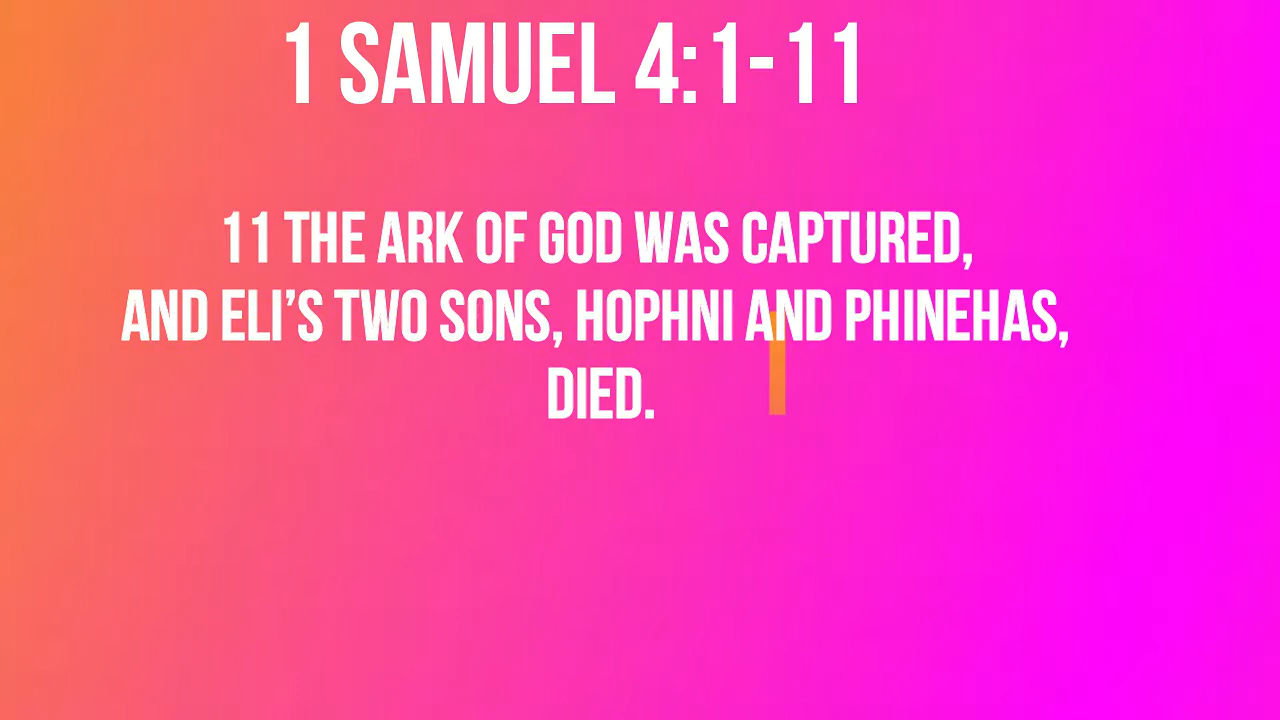 1 SAMUEL 4:1-11
11 THE ARK OF GOD WAS CAPTURED,
AND ELI’S TWO SONS, HOPHNI AND PHINEHAS,
DIED.